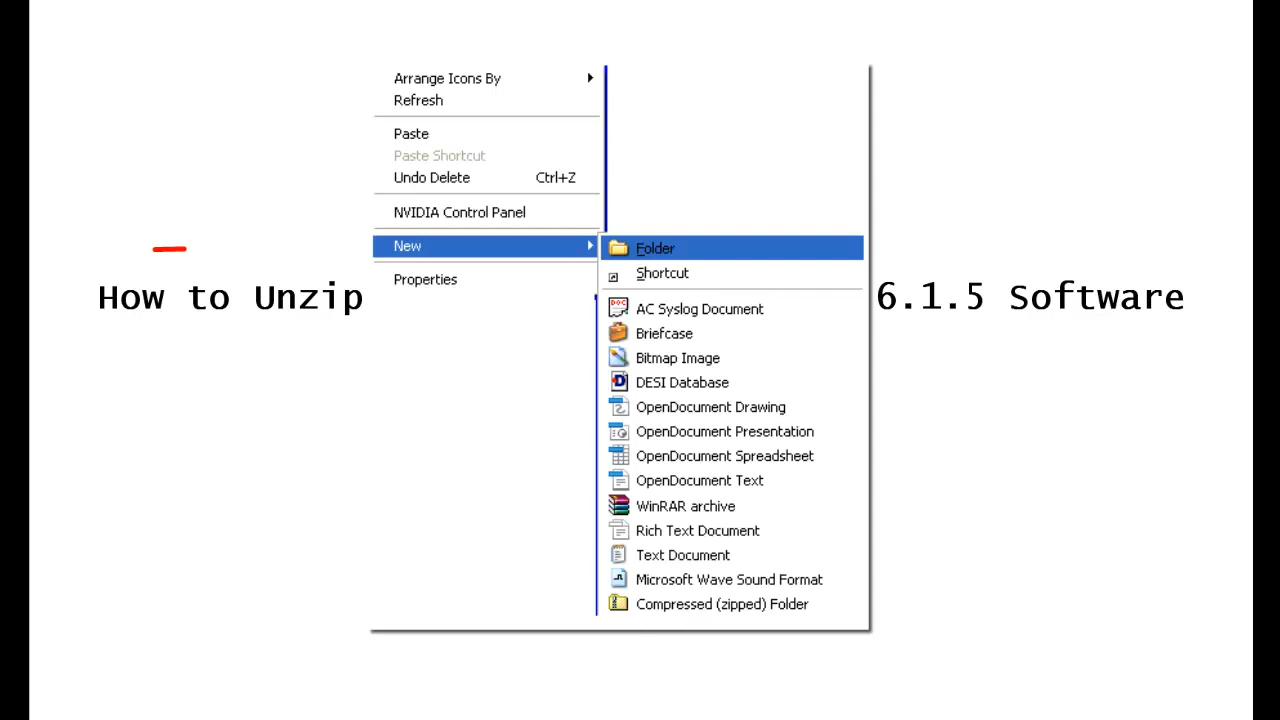 Arrange Icons By
Refresh
Paste
Paste Shortcut
Undo Delete Ctrl+Z
NVIDIA Control Panel
New
Properties
Folder
Shortcut
AC Syslog Document
Briefcase
Bitmap Image
DESI Database
OpenDocument Drawing
OpenDocument Presentation
OpenDocument Spreadsheet
OpenDocument Text
WinRAR archive
Rich Text Document
Text Document
Microsoft Wave Sound Format
Compressed (zipped) Folder
How to Unzip 6.1.5 Software